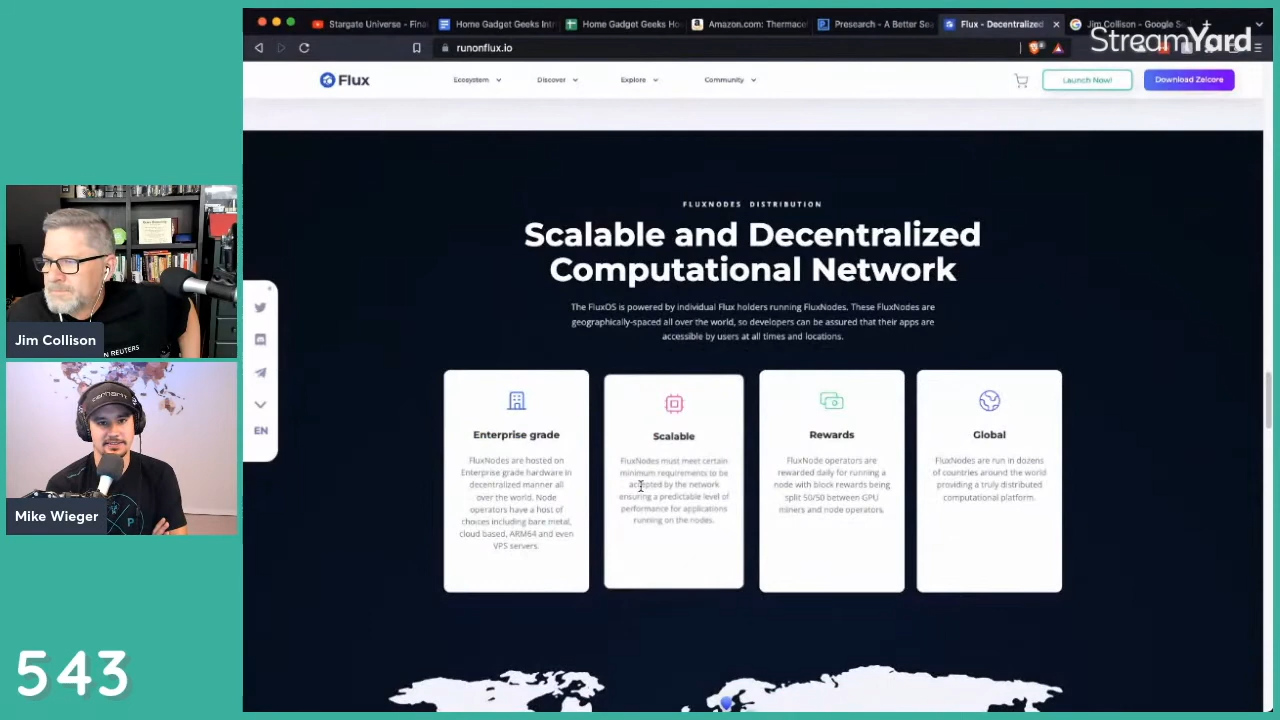 Stargate Universe - Final
Home Gadget Geeks Intr
Home Gadget Geeks Ho
Amazon.com: Thermacel
Presearch - A Better Sea
Flux - Decentralized
Jim Collison - Google Se
StreamYard
runonflux.io
Flux
Ecosystem
Discover
Explore
Community
Launch Now!
Download Zelcore
FLUXNODES DISTRIBUTION
Scalable and Decentralized
Computational Network
The FluxOS is powered by individual Flux holders running FluxNodes. These FluxNodes are
geographically-spaced all over the world, so developers can be assured that their apps are
accessible by users at all times and locations.
EN
Enterprise grade
FluxNodes are hosted on
Enterprise grade hardware in
decentralized manner all
over the world. Node
operators have a host of
choices including bare metal,
cloud based, ARM64 and even
VPS servers.
Scalable
FluxNodes must meet certain
minimum requirements to be
accepted by the network
ensuring a predictable level of
performance for applications
running on the nodes.
Rewards
FluxNode operators are
rewarded daily for running a
node with block rewards being
split 50/50 between GPU
miners and node operators.
Global
FluxNodes are run in dozens
of countries around the world
providing a truly distributed
computational platform.
Jim Collison
REUTERS
carhartt
P
Mike Wieger
543